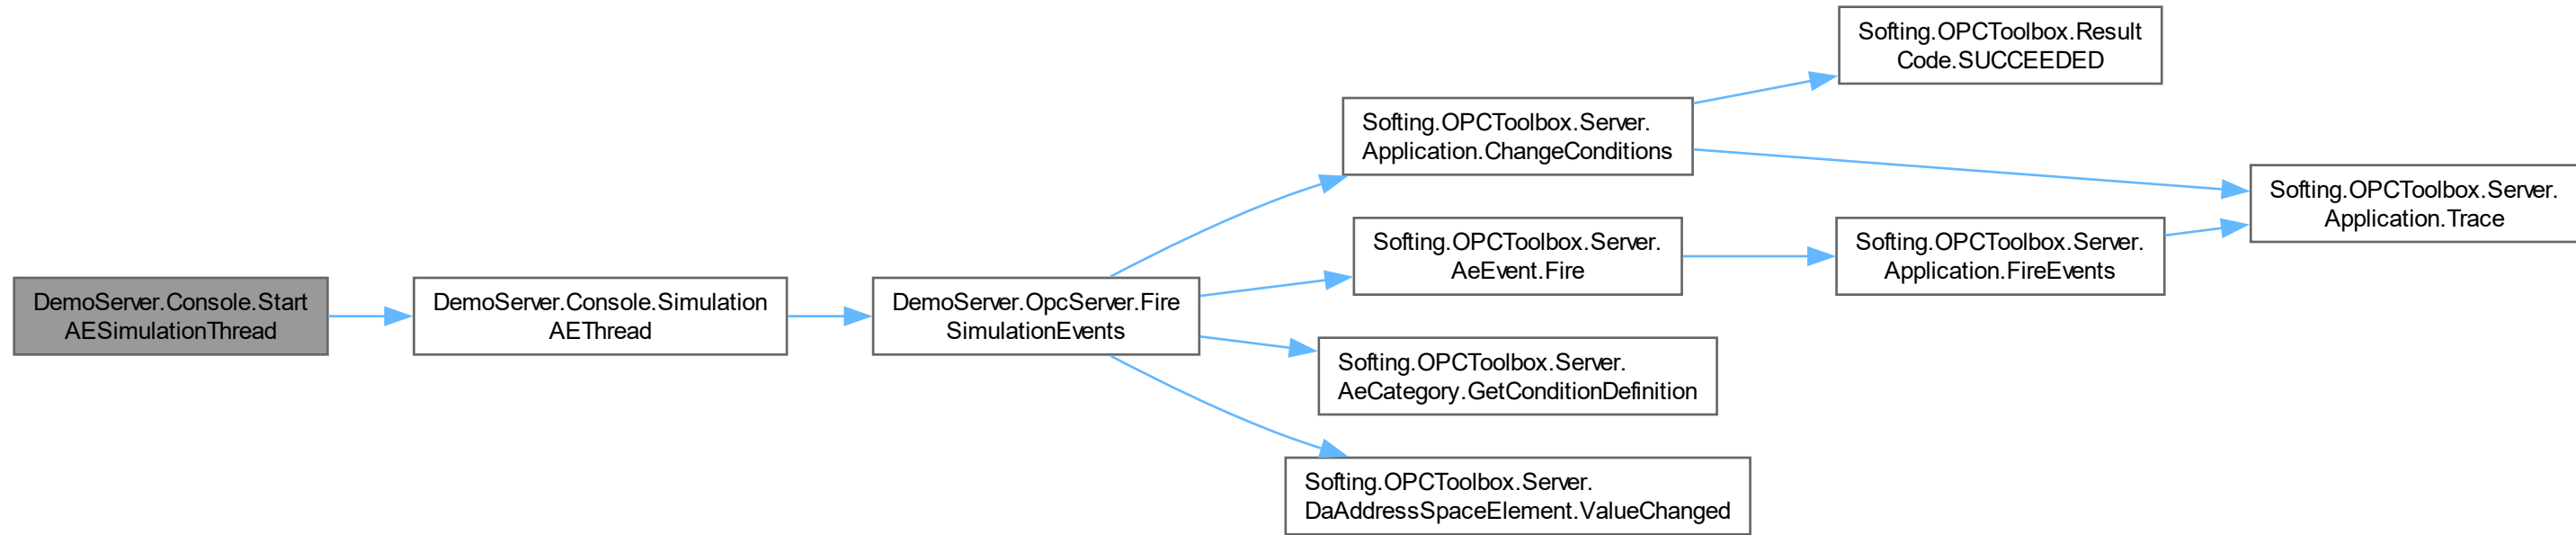 DemoServer.Console.Start
AESimulationThread
DemoServer.Console.Simulation
AEThread
DemoServer.OpcServer.Fire
SimulationEvents
Softing.OPCToolbox.Server.
Application.ChangeConditions
Softing.OPCToolbox.Result
Code.SUCCEEDED
Softing.OPCToolbox.Server.
Application.Trace
Softing.OPCToolbox.Server.
AeEvent.Fire
Softing.OPCToolbox.Server.
Application.FireEvents
Softing.OPCToolbox.Server.
AeCategory.GetConditionDefinition
Softing.OPCToolbox.Server.
DaAddressSpaceElement.ValueChanged